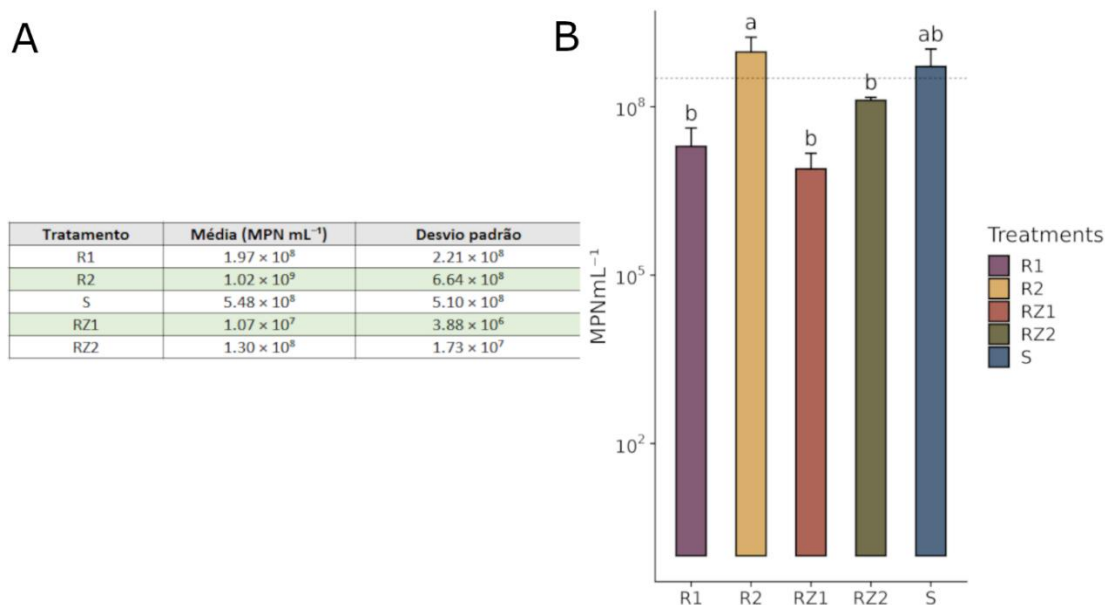 A
Tratamento Média (MPN mL⁻¹) Desvio padrão
R1 1.97 × 10⁸ 2.21 × 10⁸
R2 1.02 × 10⁹ 6.64 × 10⁸
S 5.48 × 10⁸ 5.10 × 10⁸
RZ1 1.07 × 10⁷ 3.88 × 10⁶
RZ2 1.30 × 10⁸ 1.73 × 10⁷
B
a
ab
b
b
b
10⁸
10⁵
10²
MPNmL⁻¹
R1 R2 RZ1 RZ2 S
Treatments
R1
R2
RZ1
RZ2
S